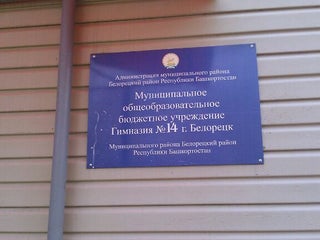 Администрация муниципального района
Белорецкий район Республики Башкортостан
Муниципальное
общеобразовательное
бюджетное учреждение
Гимназия №14 г. Белорецк
Муниципального района Белорецкий район
Республики Башкортостан